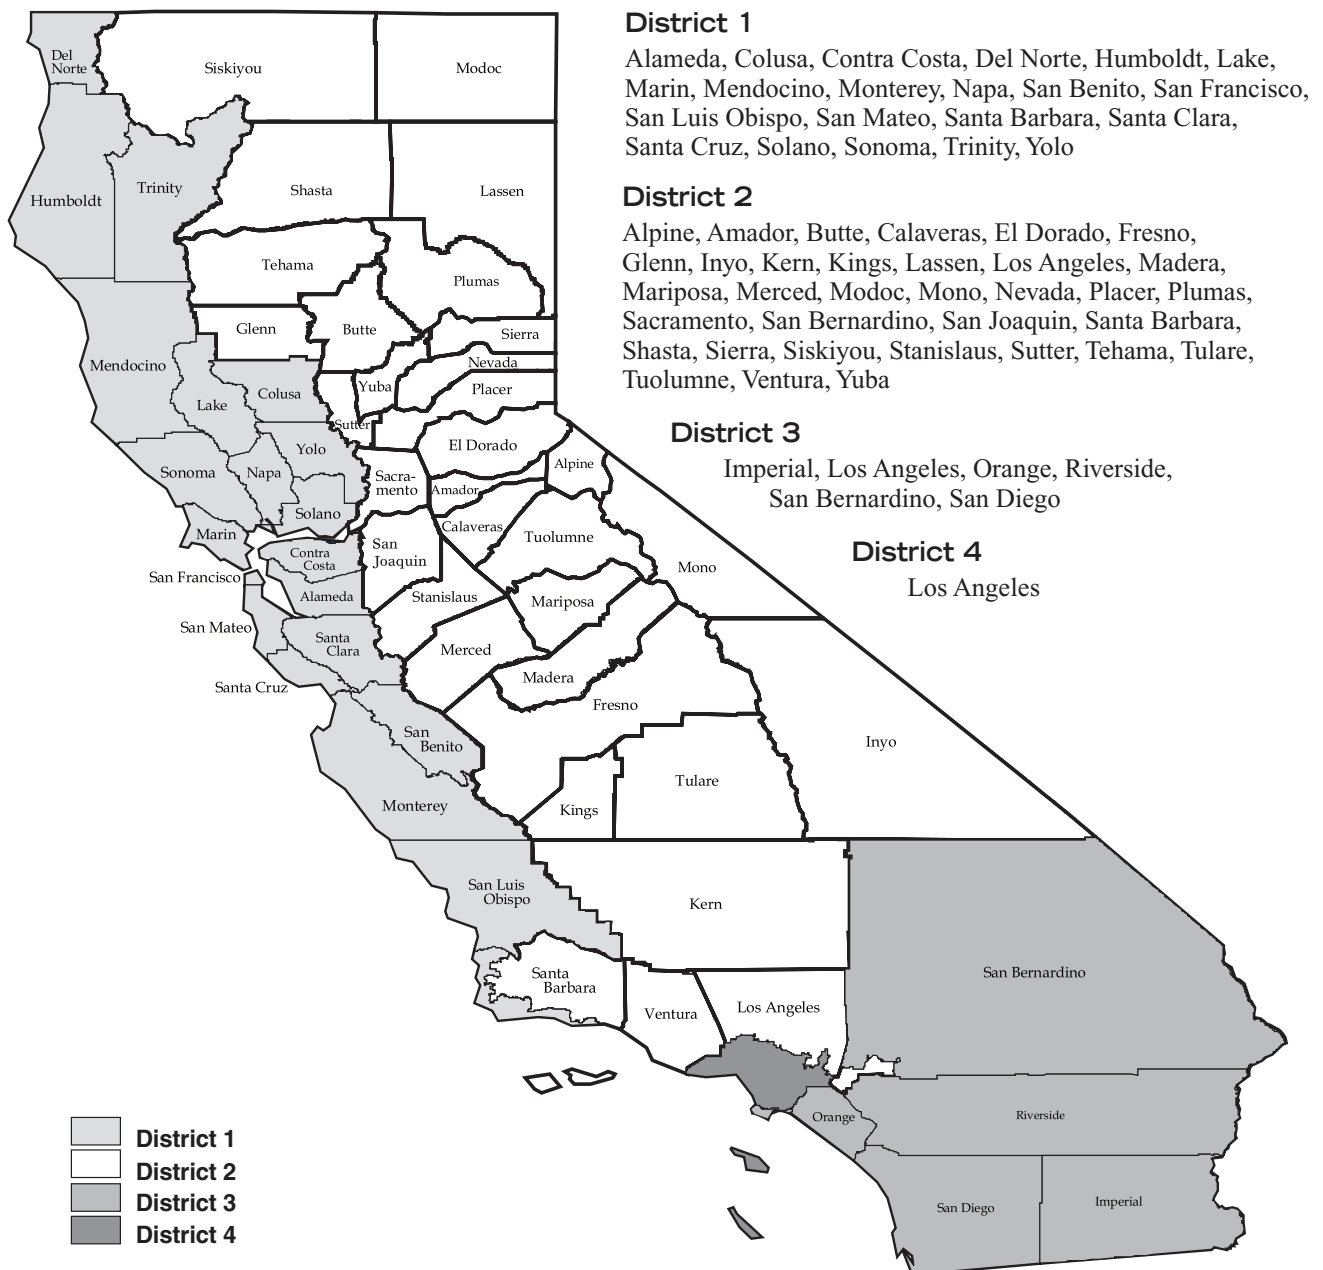 District 1
Alameda, Colusa, Contra Costa, Del Norte, Humboldt, Lake,
Marin, Mendocino, Monterey, Napa, San Benito, San Francisco,
San Luis Obispo, San Mateo, Santa Barbara, Santa Clara,
Santa Cruz, Solano, Sonoma, Trinity, Yolo
District 2
Alpine, Amador, Butte, Calaveras, El Dorado, Fresno,
Glenn, Inyo, Kern, Kings, Lassen, Los Angeles, Madera,
Mariposa, Merced, Modoc, Mono, Nevada, Placer, Plumas,
Sacramento, San Bernardino, San Joaquin, Santa Barbara,
Shasta, Sierra, Siskiyou, Stanislaus, Sutter, Tehama, Tulare,
Tuolumne, Ventura, Yuba
District 3
Imperial, Los Angeles, Orange, Riverside,
San Bernardino, San Diego
District 4
Los Angeles
Del
Norte
Siskiyou
Modoc
Humboldt
Trinity
Shasta
Lassen
Tehama
Plumas
Glenn
Butte
Sierra
Mendocino
Nevada
Yuba
Placer
Colusa
Lake
Sutter
El Dorado
Yolo
Sonoma
Napa
Sacra-
mento
Alpine
Amador
Solano
Calaveras
Marin
Tuolumne
San
Joaquin
Contra
Costa
Mono
San Francisco
Alameda
Stanislaus
Mariposa
San Mateo
Santa
Clara
Merced
Madera
Santa Cruz
Fresno
San
Benito
Inyo
Tulare
Monterey
Kings
San Luis
Obispo
Kern
Santa
Barbara
San Bernardino
Ventura
Los Angeles
Orange
Riverside
San Diego
Imperial
District 1
District 2
District 3
District 4